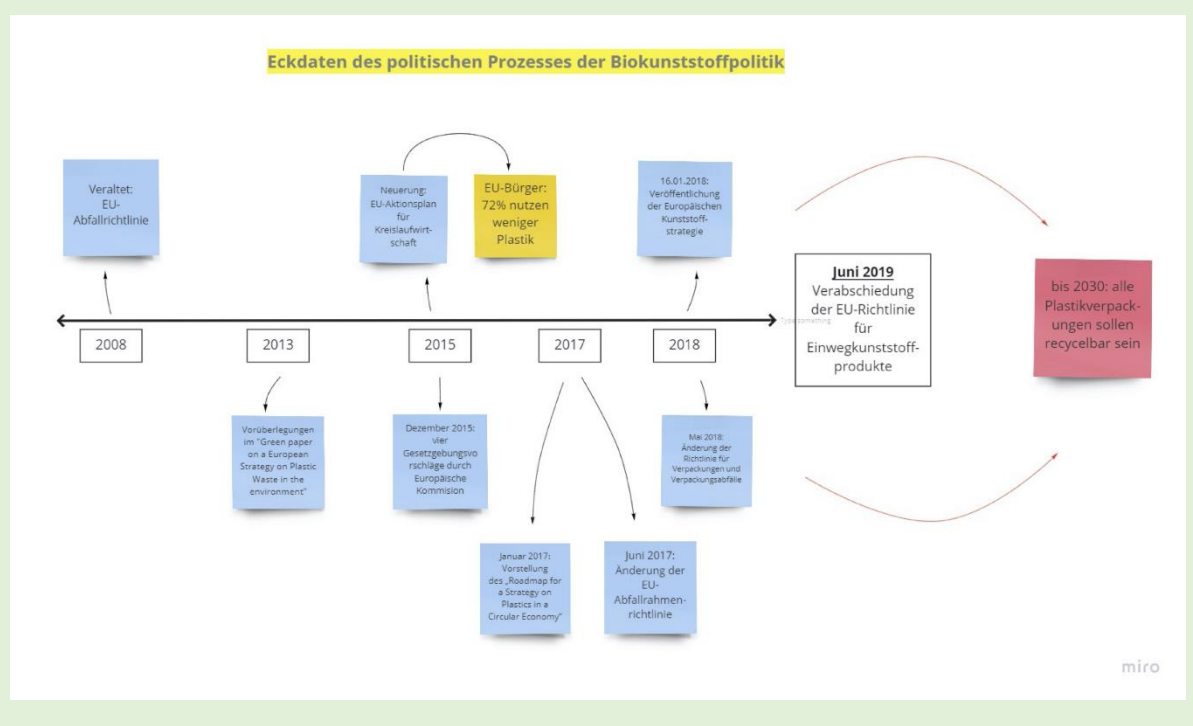 Eckdaten des politischen Prozesses der Biokunststoffpolitik
Veraltet:
EU-
Abfallrichtlinie
Neuerung:
EU-Aktionsplan
für
Kreislaufwirt-
schaft
EU-Bürger:
72% nutzen
weniger
Plastik
16.01.2018:
Veröffentlichung
der Europäischen
Kunststoff-
strategie
Juni 2019
Verabschiedung
der EU-Richtlinie
für
Einwegkunststoff-
produkte
bis 2030: alle
Plastikverpack-
ungen sollen
recycelbar sein
Type something
2008
2013
2015
2017
2018
Vorüberlegungen
im "Green paper
on a European
Strategy on Plastic
Waste in the
environment"
Dezember 2015:
vier
Gesetzgebungsvo
rschläge durch
Europäische
Kommision
Mai 2018:
Änderung der
Richtlinie für
Verpackungen und
Verpackungsabfälle
Januar 2017:
Vorstellung
des „Roadmap for
a Strategy on
Plastics in a
Circular Economy"
Juni 2017:
Änderung der
EU-
Abfallrahmen-
richtlinie
miro